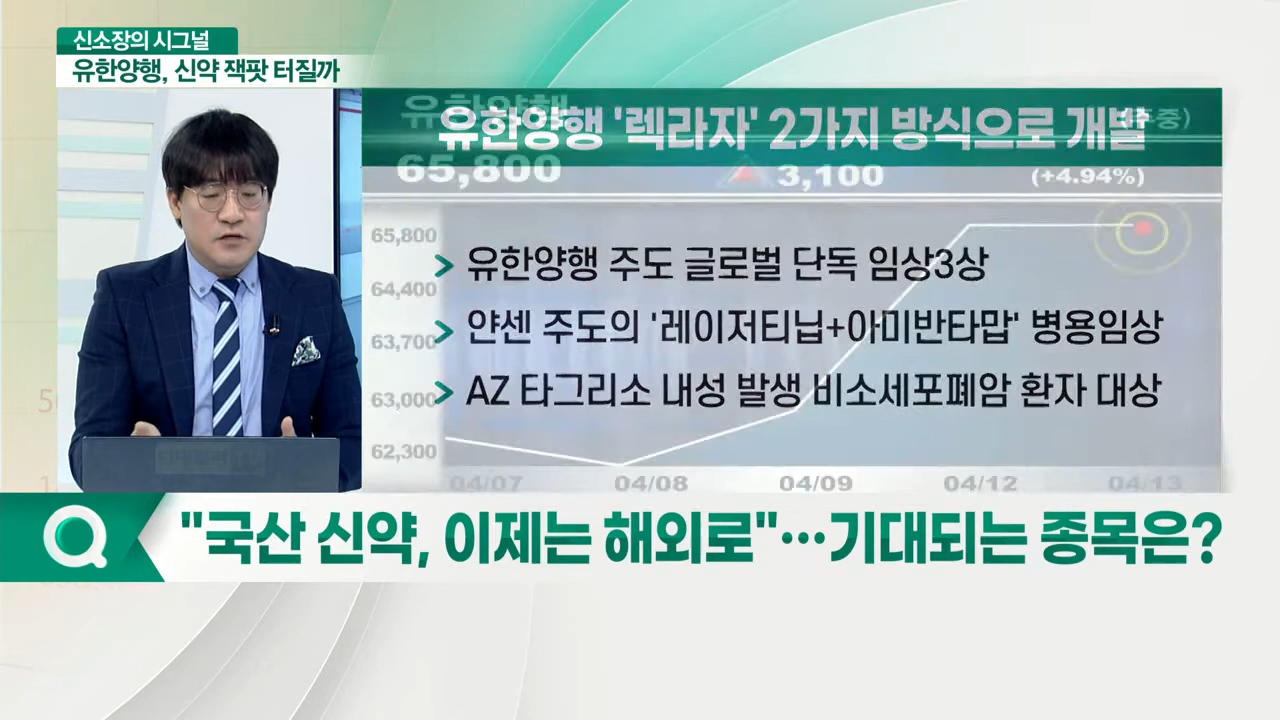 신소장의 시그널
유한양행, 신약 잭팟 터질까
유한양행
유한양행 '렉라자' 2가지 방식으로 개발
65,800 3,100 (+4.94%)
65,800
64,400
63,700
63,000
62,300
유한양행 주도 글로벌 단독 임상3상
얀센 주도의 '레이저티닙+아미반타맙' 병용임상
AZ 타그리소 내성 발생 비소세포폐암 환자 대상
04/07 04/08 04/09 04/12 04/13
"국산 신약, 이제는 해외로"…기대되는 종목은?